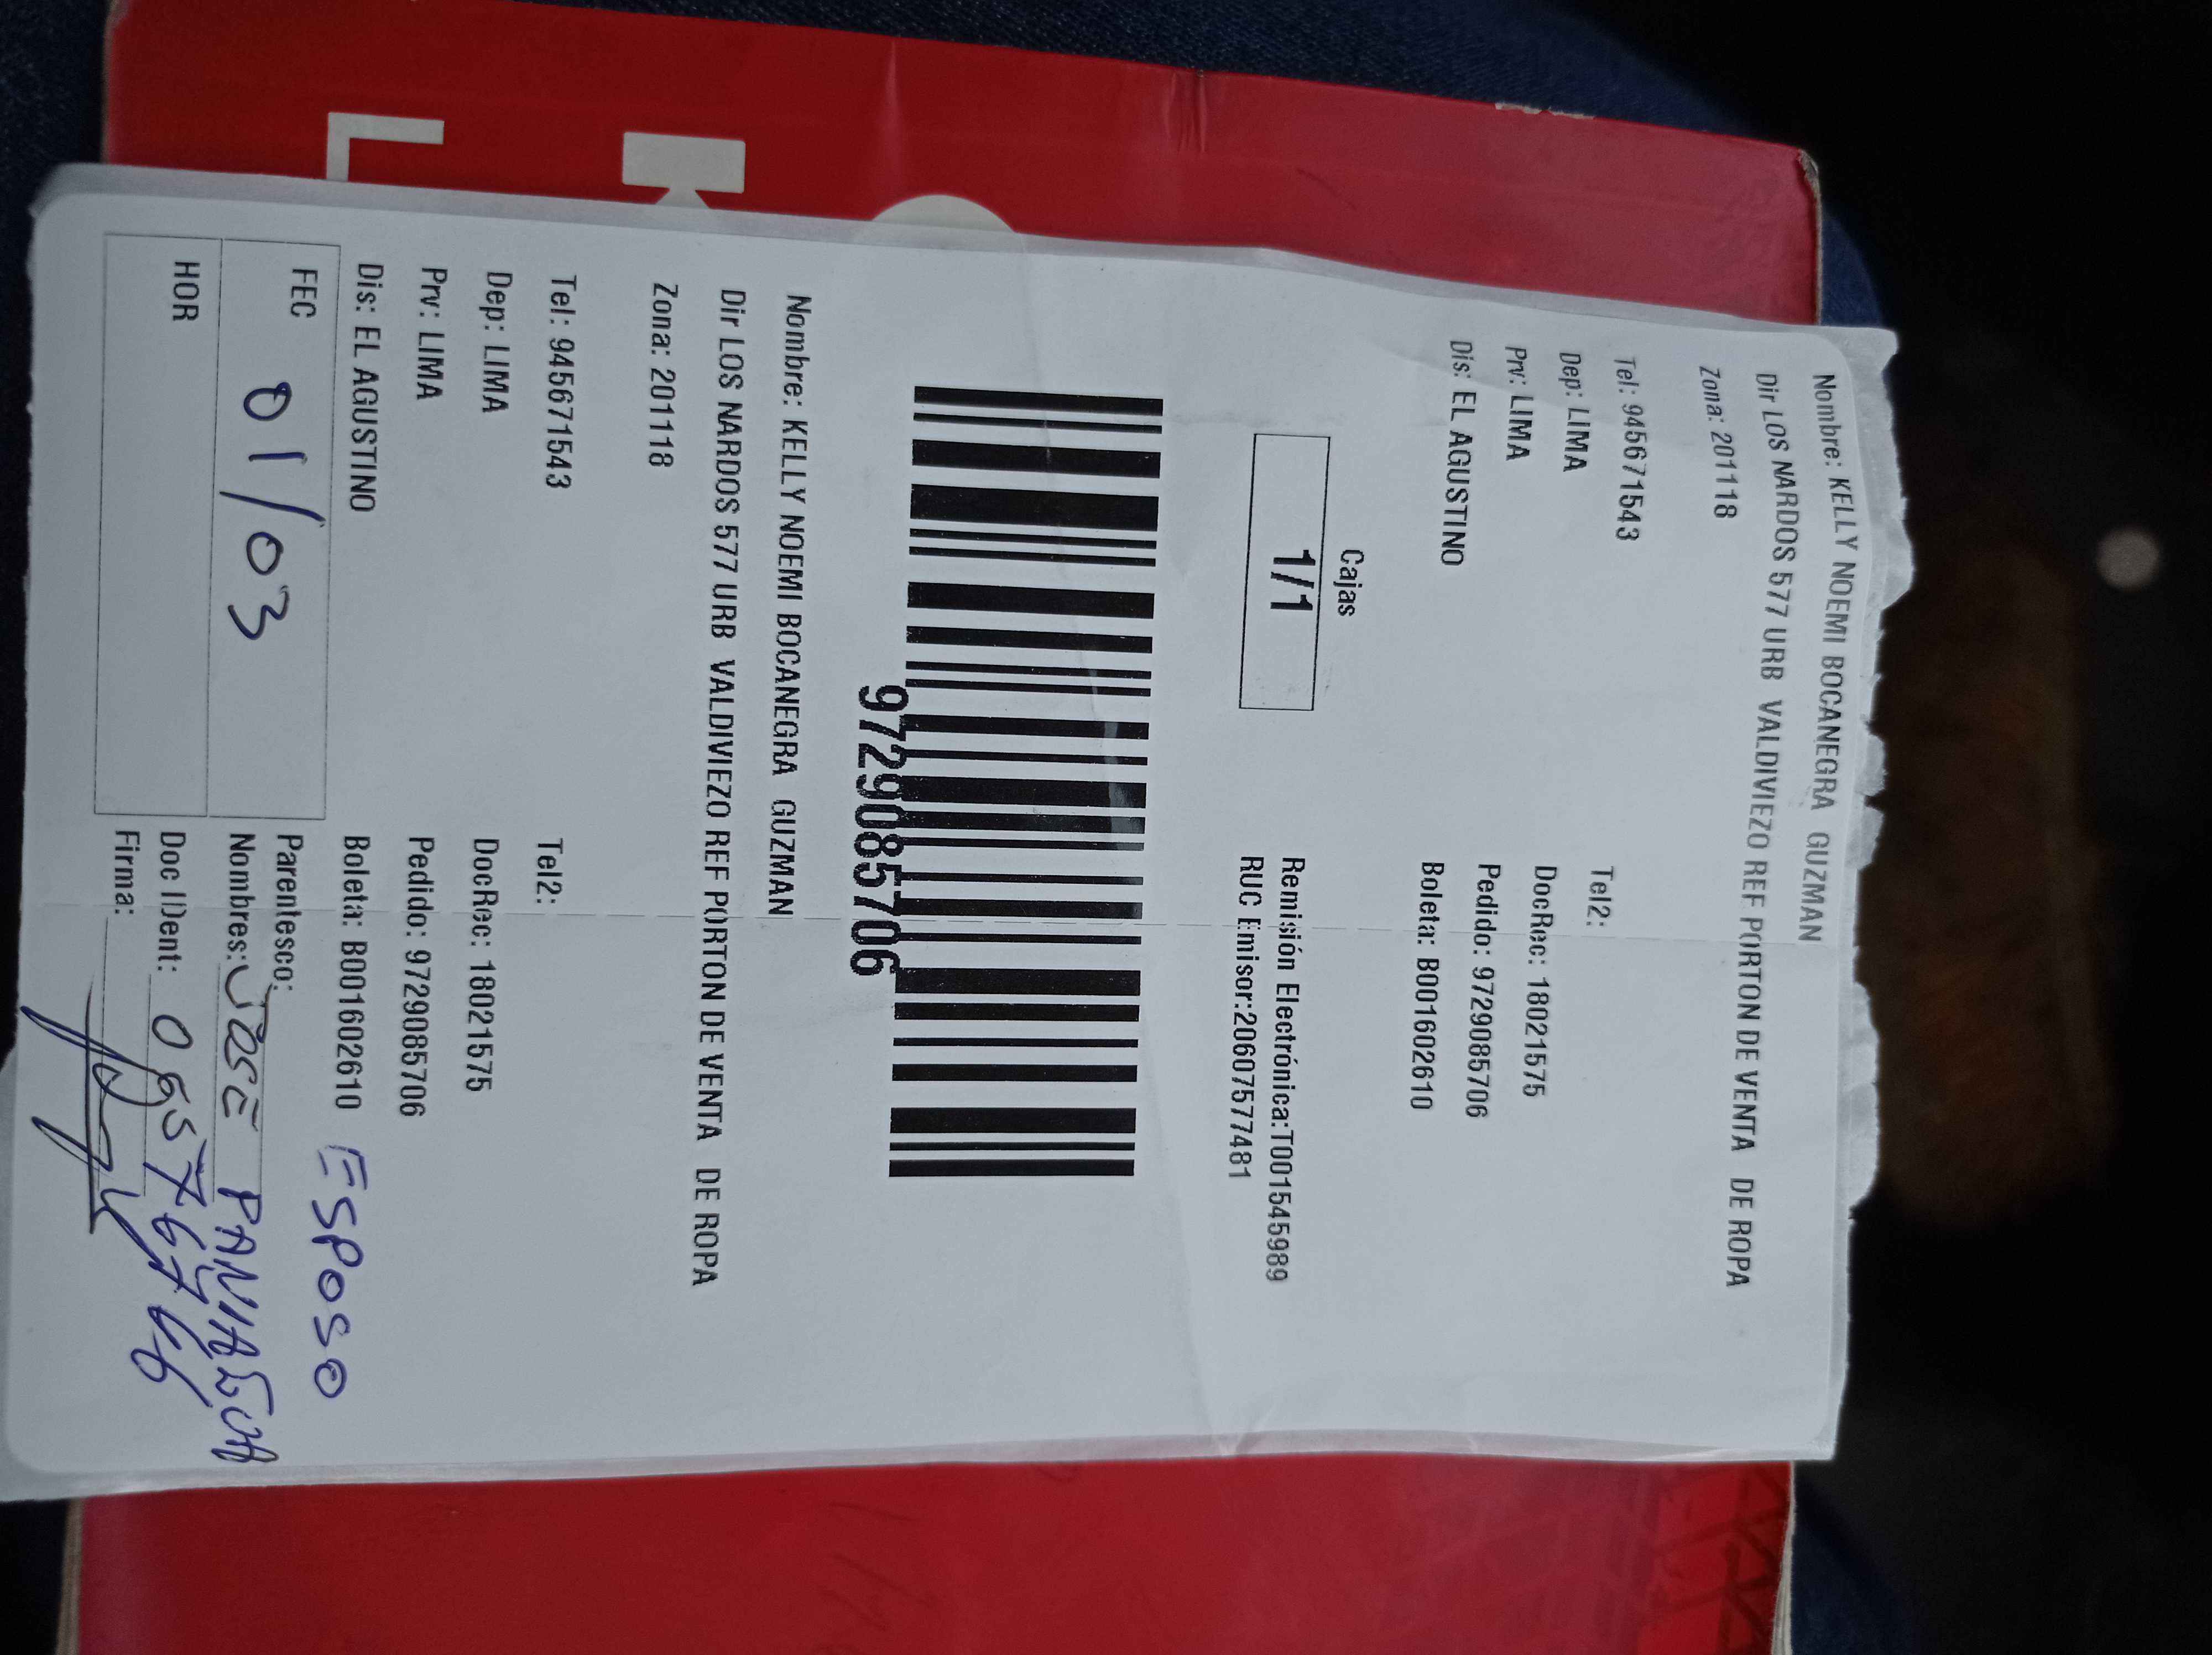 Nombre: KELLY NOEMI BOCANEGRA GUZMAN
Dir LOS NARDOS 577 URB VALDIVIEZO REF PORTON DE VENTA DE ROPA
Zona: 201118
Tel: 945671543 Tel2:
Dep: LIMA DocRec: 18021575
Prv: LIMA Pedido: 9729085706
Dis: EL AGUSTINO Boleta: B001602610
Cajas
1/1
Remisión Electrónica:T001545989
RUC Emisor:20607577481
9729085706
Nombre: KELLY NOEMI BOCANEGRA GUZMAN
Dir LOS NARDOS 577 URB VALDIVIEZO REF PORTON DE VENTA DE ROPA
Zona: 201118
Tel: 945671543 Tel2:
Dep: LIMA DocRec: 18021575
Prv: LIMA Pedido: 9729085706
Dis: EL AGUSTINO Boleta: B001602610
FEC 01/03 Parentesco: ESPOSO
HOR Nombres: José PANIAGUA
Doc IDent:
Firma: